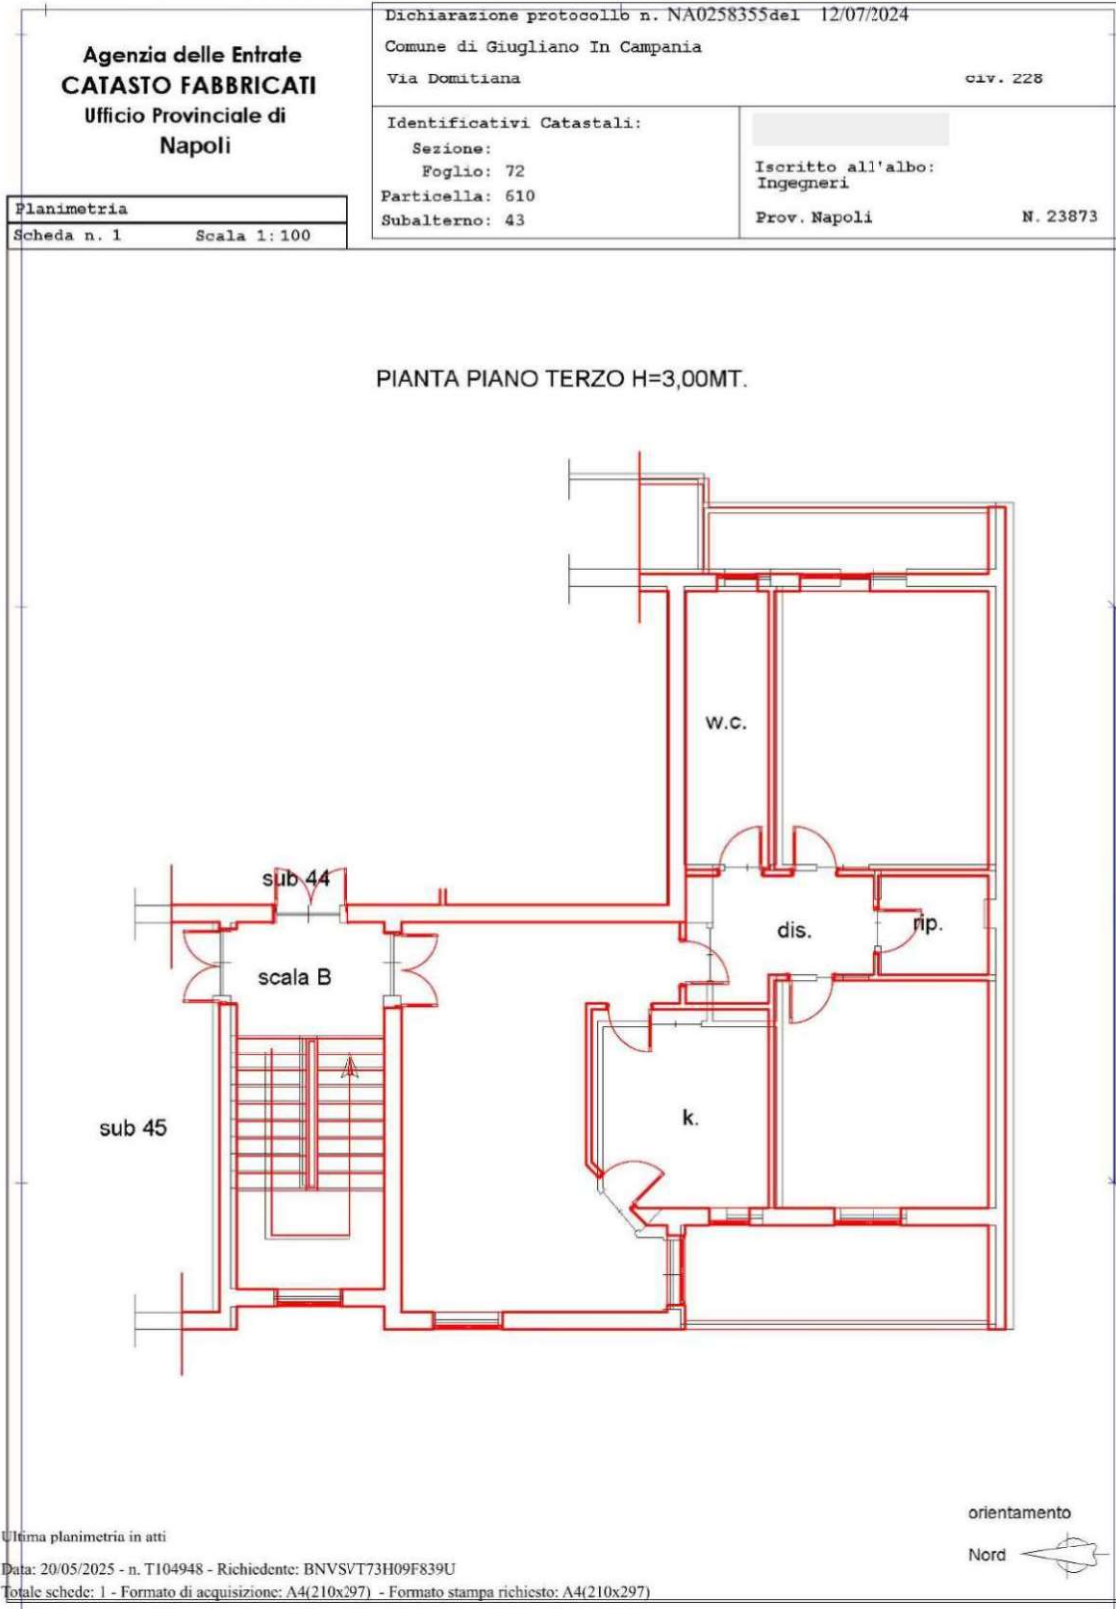 Agenzia delle Entrate
CATASTO FABBRICATI
Ufficio Provinciale di
Napoli
Planimetria
Scheda n. 1 Scala 1:100
Dichiarazione protocollo n. NA0258355del 12/07/2024
Comune di Giugliano In Campania
Via Domitiana civ. 228
Identificativi Catastali:
Sezione:
Foglio: 72
Particella: 610
Subalterno: 43
Iscritto all'albo:
Ingegneri
Prov. Napoli N. 23873
PIANTA PIANO TERZO H=3,00MT.
w.c.
sub 44
dis.
rip.
scala B
k.
sub 45
orientamento
Nord
Ultima planimetria in atti
Data: 20/05/2025 - n. T104948 - Richiedente: BNVSVT73H09F839U
Totale schede: 1 - Formato di acquisizione: A4(210x297) - Formato stampa richiesto: A4(210x297)